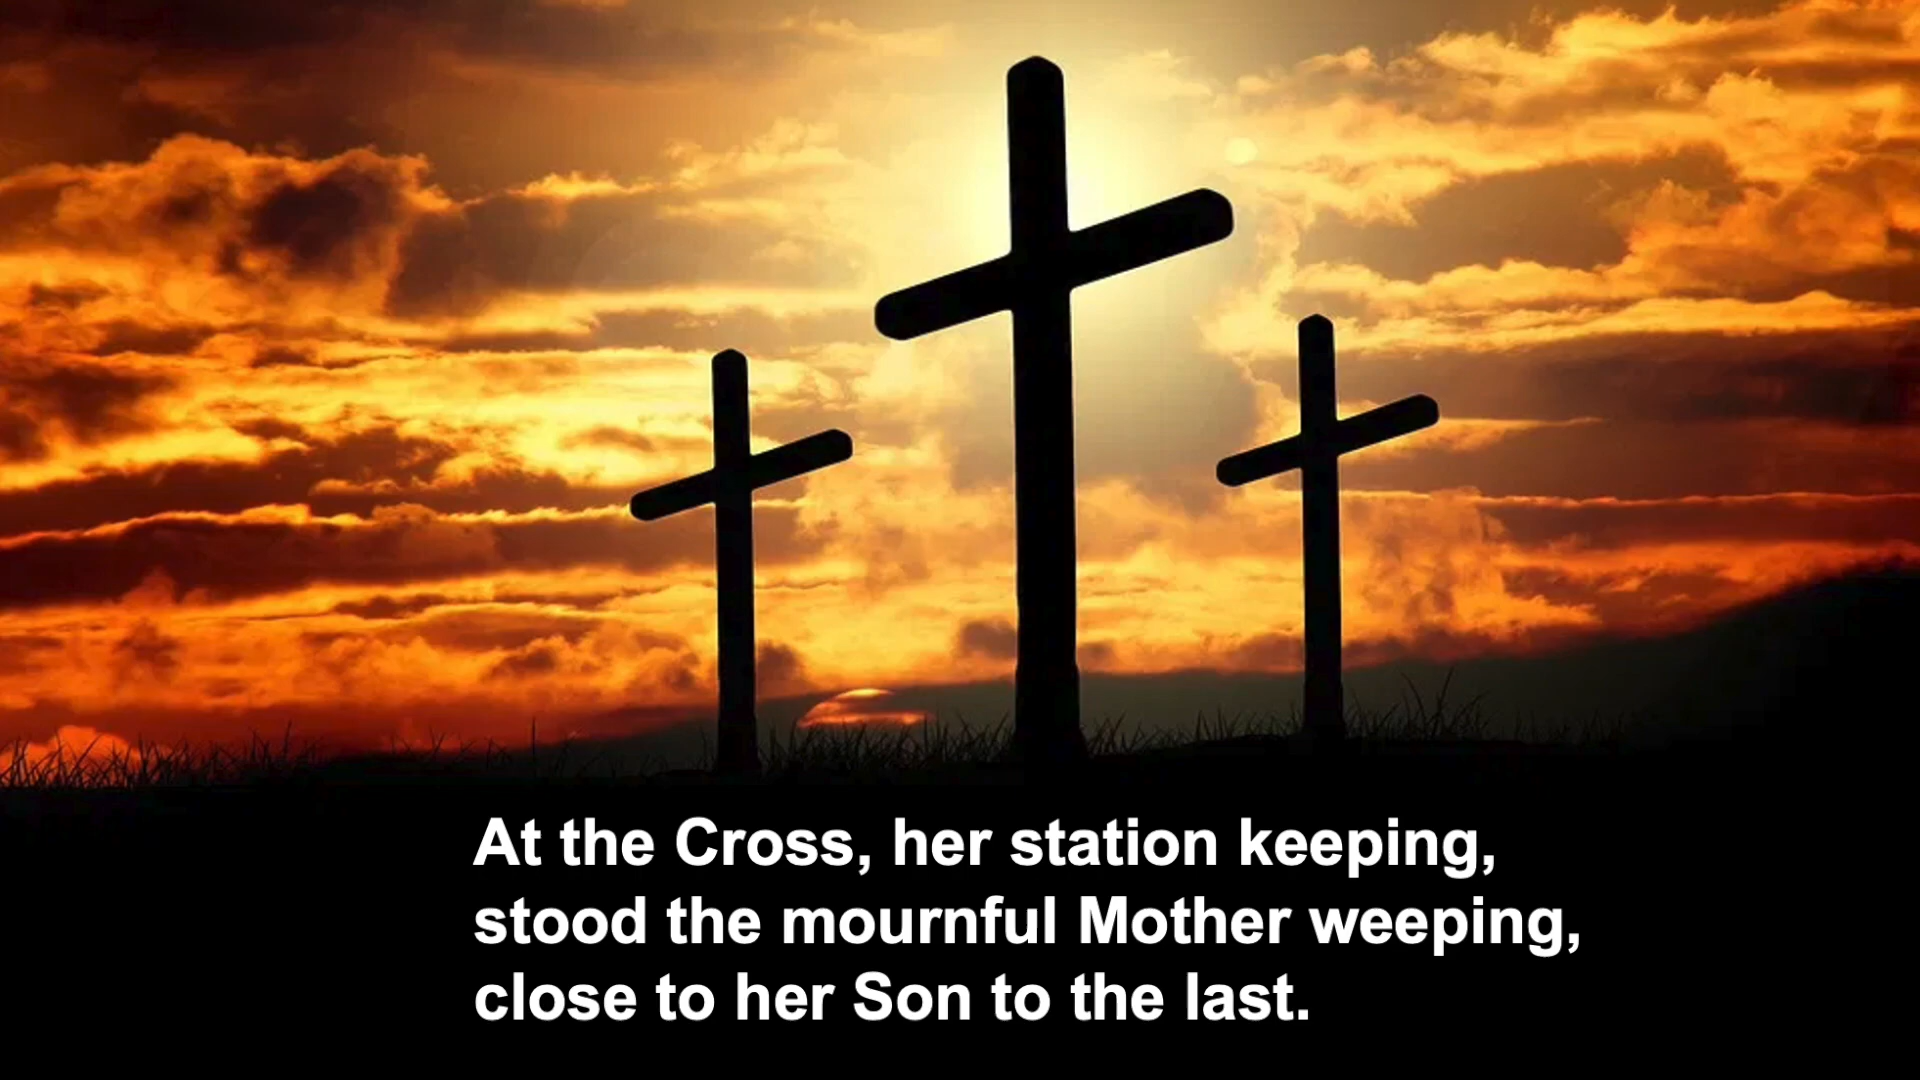 At the Cross, her station keeping,
stood the mournful Mother weeping,
close to her Son to the last.